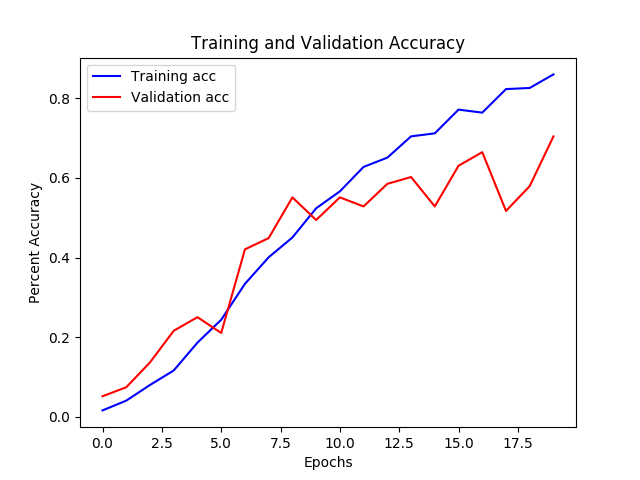 Training and Validation Accuracy
Training acc
Validation acc
Percent Accuracy
0.8
0.6
0.4
0.2
0.0
0.0 2.5 5.0 7.5 10.0 12.5 15.0 17.5
Epochs